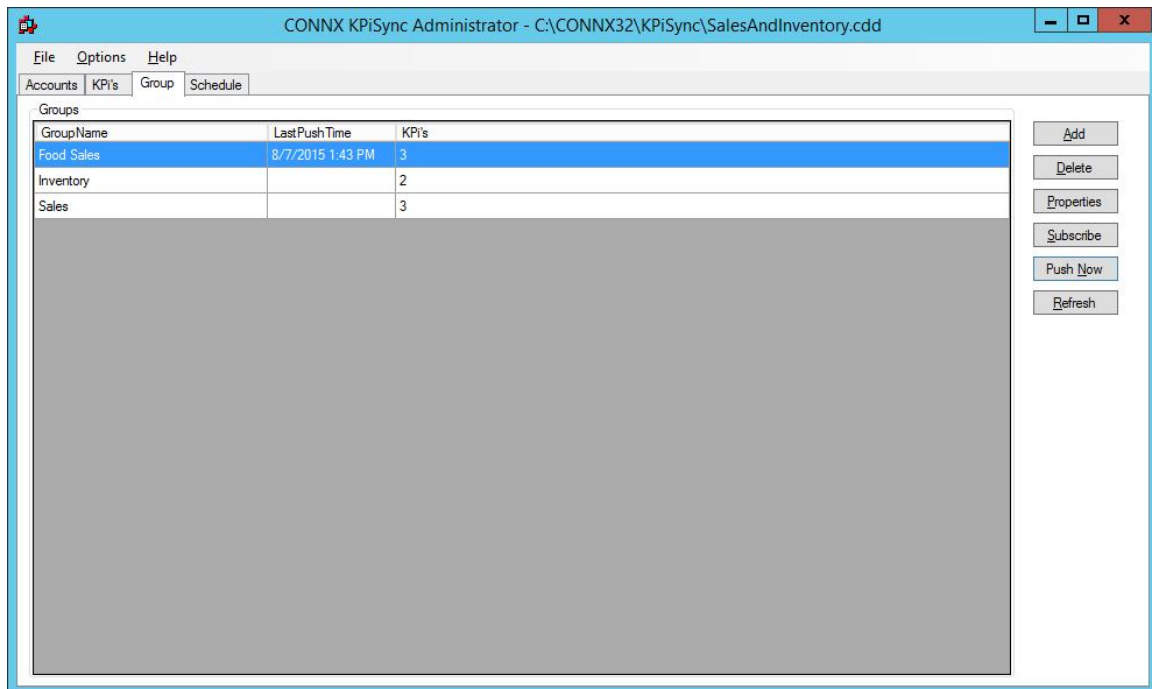 CONNX KPiSync Administrator - C:\CONNX32\KPiSync\SalesAndInventory.cdd
File Options Help
Accounts KPi's Group Schedule
Groups
GroupName LastPushTime KPi's
Food Sales 8/7/2015 1:43 PM 3
Inventory 2
Sales 3
Add
Delete
Properties
Subscribe
Push Now
Refresh